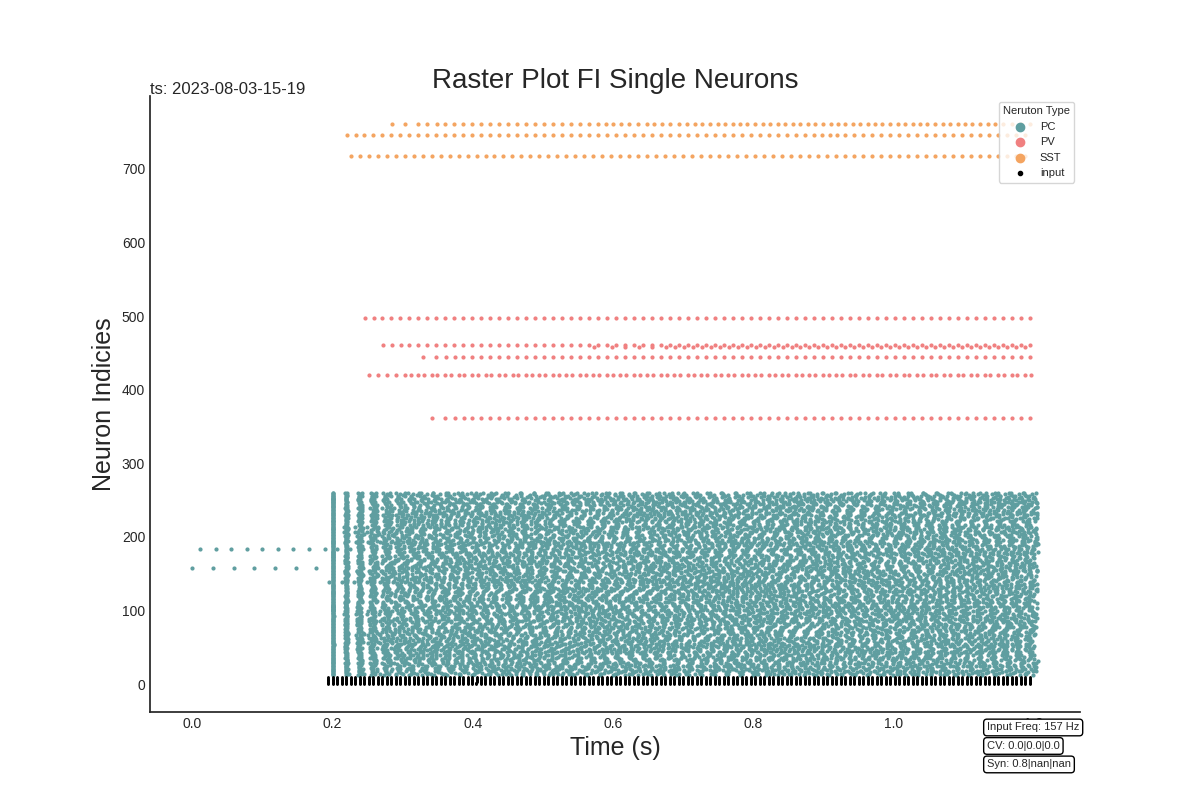 Raster Plot FI Single Neurons
ts: 2023-08-03-15-19
Neruton Type
PC
PV
SST
input
Neuron Indicies
700
600
500
400
300
200
100
0
0.0 0.2 0.4 0.6 0.8 1.0
Time (s)
Input Freq: 157 Hz
CV: 0.0|0.0|0.0
Syn: 0.8|nan|nan